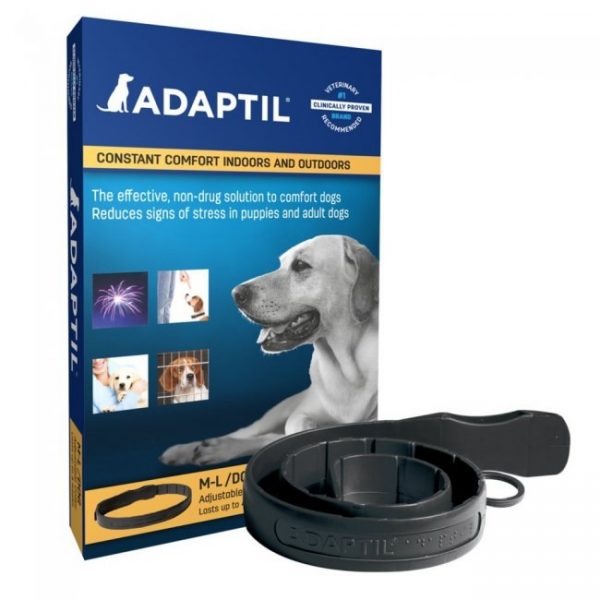 ADAPTIL®
VETERINARY
#1
CLINICALLY PROVEN
BRAND
RECOMMENDED
CONSTANT COMFORT INDOORS AND OUTDOORS
The effective, non-drug solution to comfort dogs
Reduces signs of stress in puppies and adult dogs
ADAPTIL
M-L /DO
Adjustable
Lasts up to
M-L/DOG
ADAPTIL®